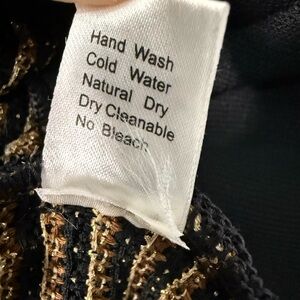 Hand Wash
Cold Water
Natural Dry
Dry Cleanable
No Bleach